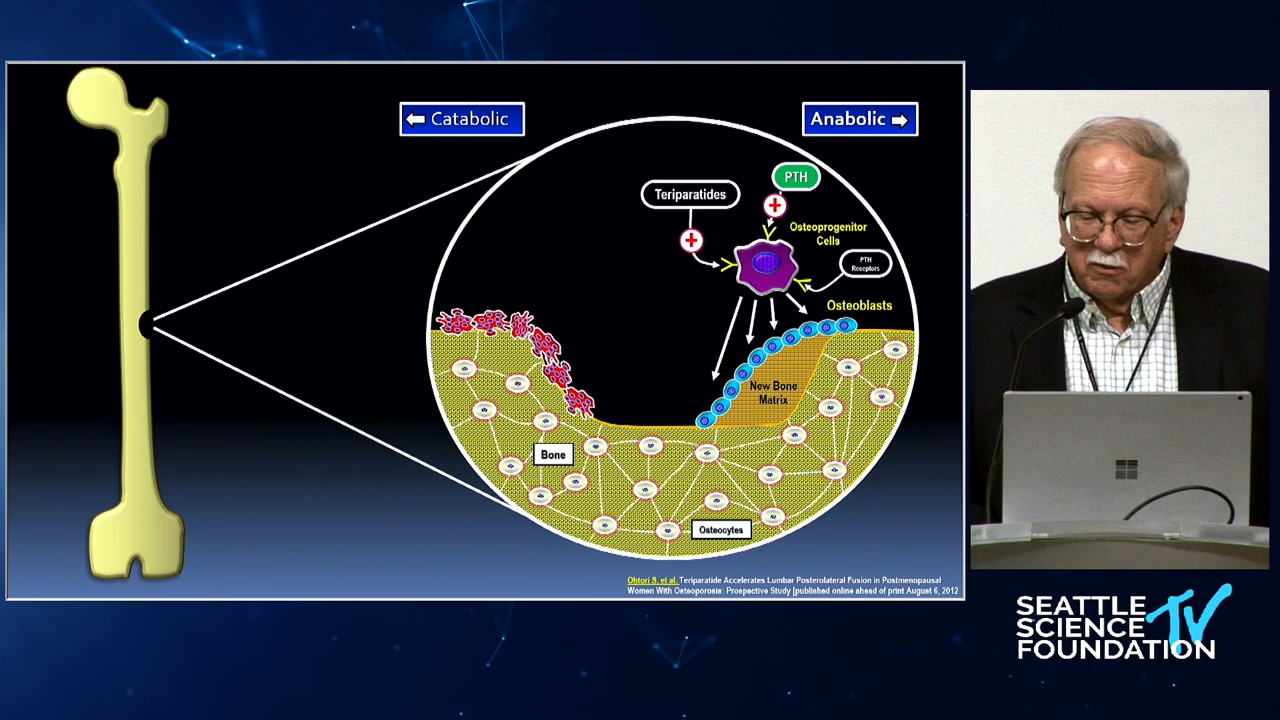 Catabolic
Anabolic
PTH
Teriparatides
Osteoprogenitor
Cells
PTH
Receptors
Osteoblasts
New Bone
Matrix
Bone
Osteocytes
Ohtori S, et al. Teriparatide Accelerates Lumbar Posterolateral Fusion in Postmenopausal
Women With Osteoporosis: Prospective Study [published online ahead of print August 6, 2012
SEATTLE
SCIENCE
FOUNDATION
TV